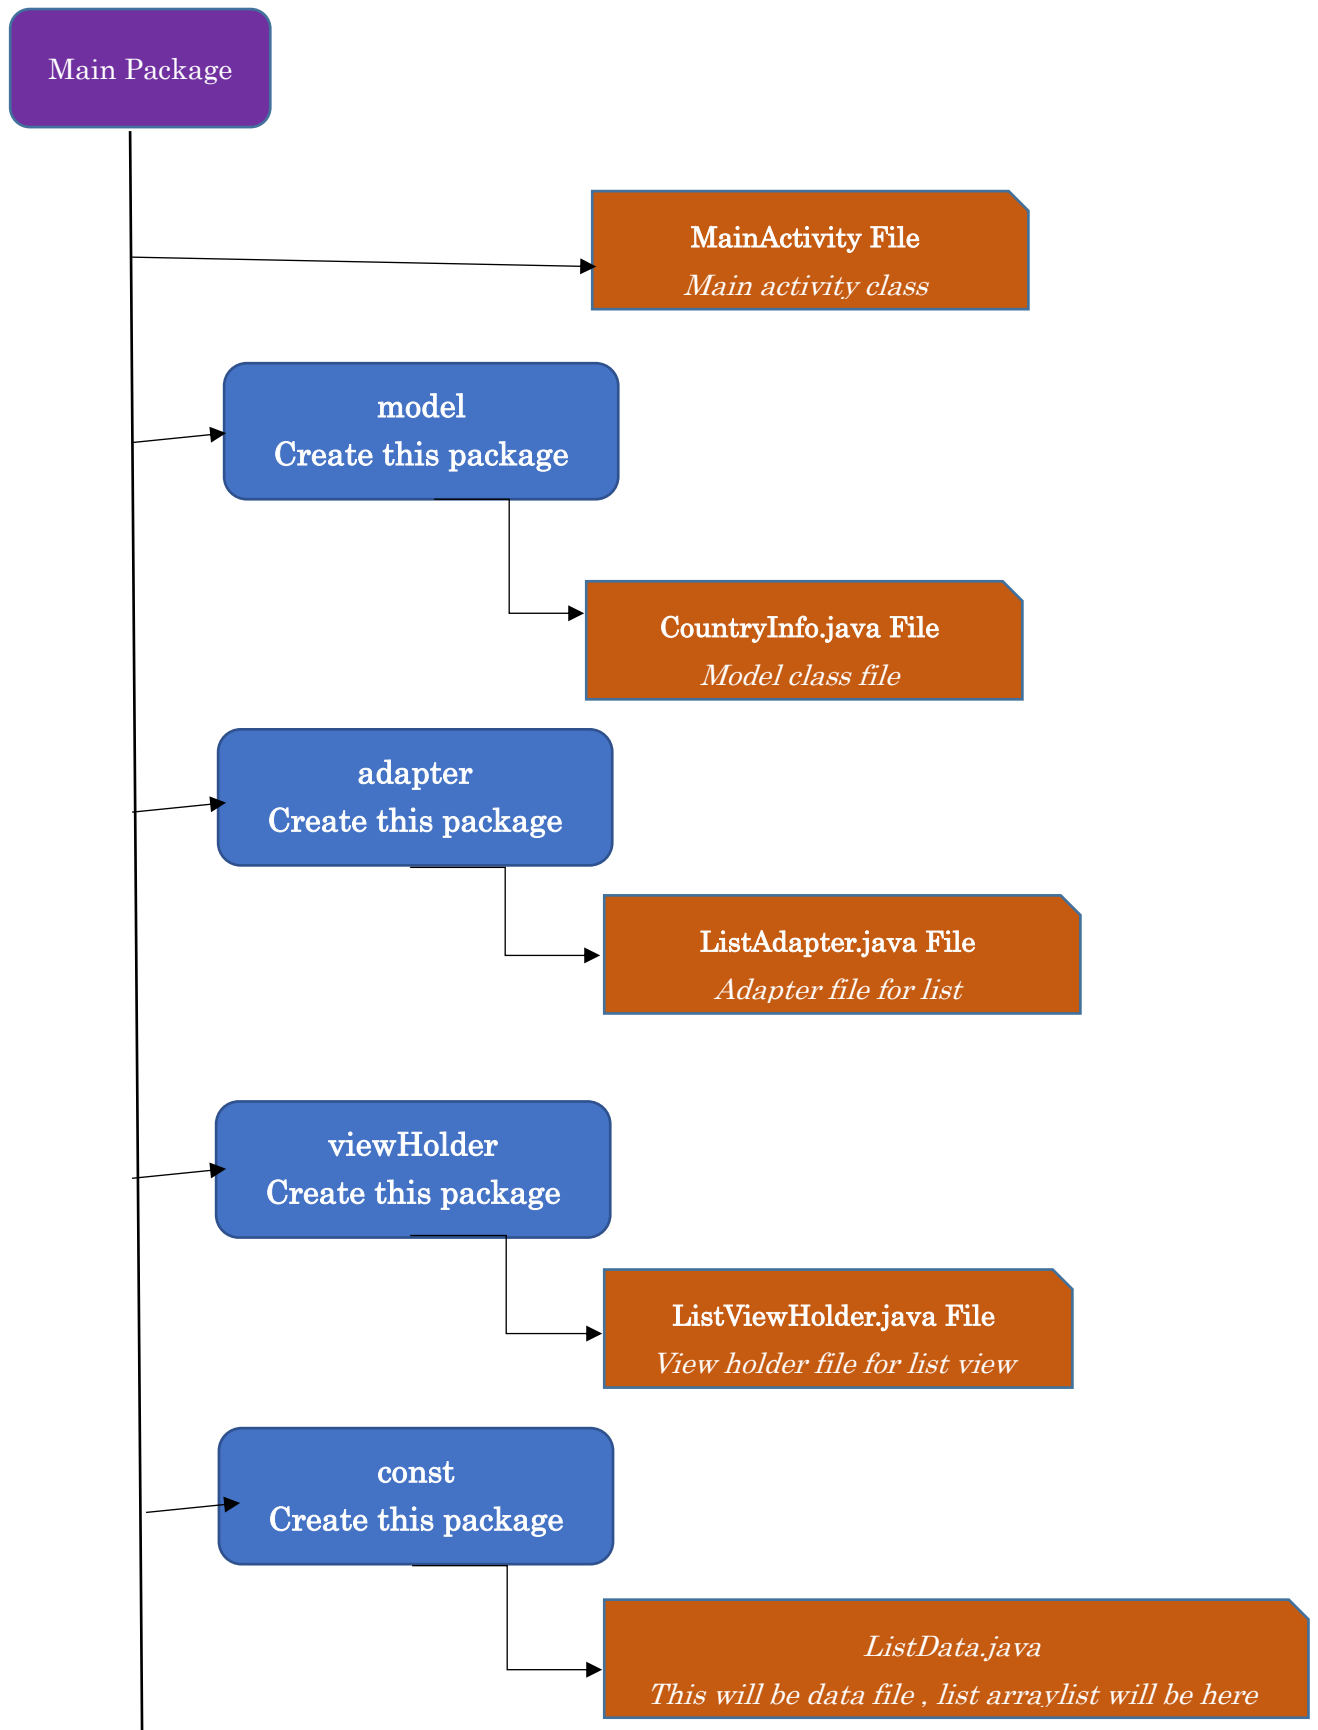 Main Package
MainActivity File
Main activity class
model
Create this package
CountryInfo.java File
Model class file
adapter
Create this package
ListAdapter.java File
Adapter file for list
viewHolder
Create this package
ListViewHolder.java File
View holder file for list view
const
Create this package
ListData.java
This will be data file , list arraylist will be here